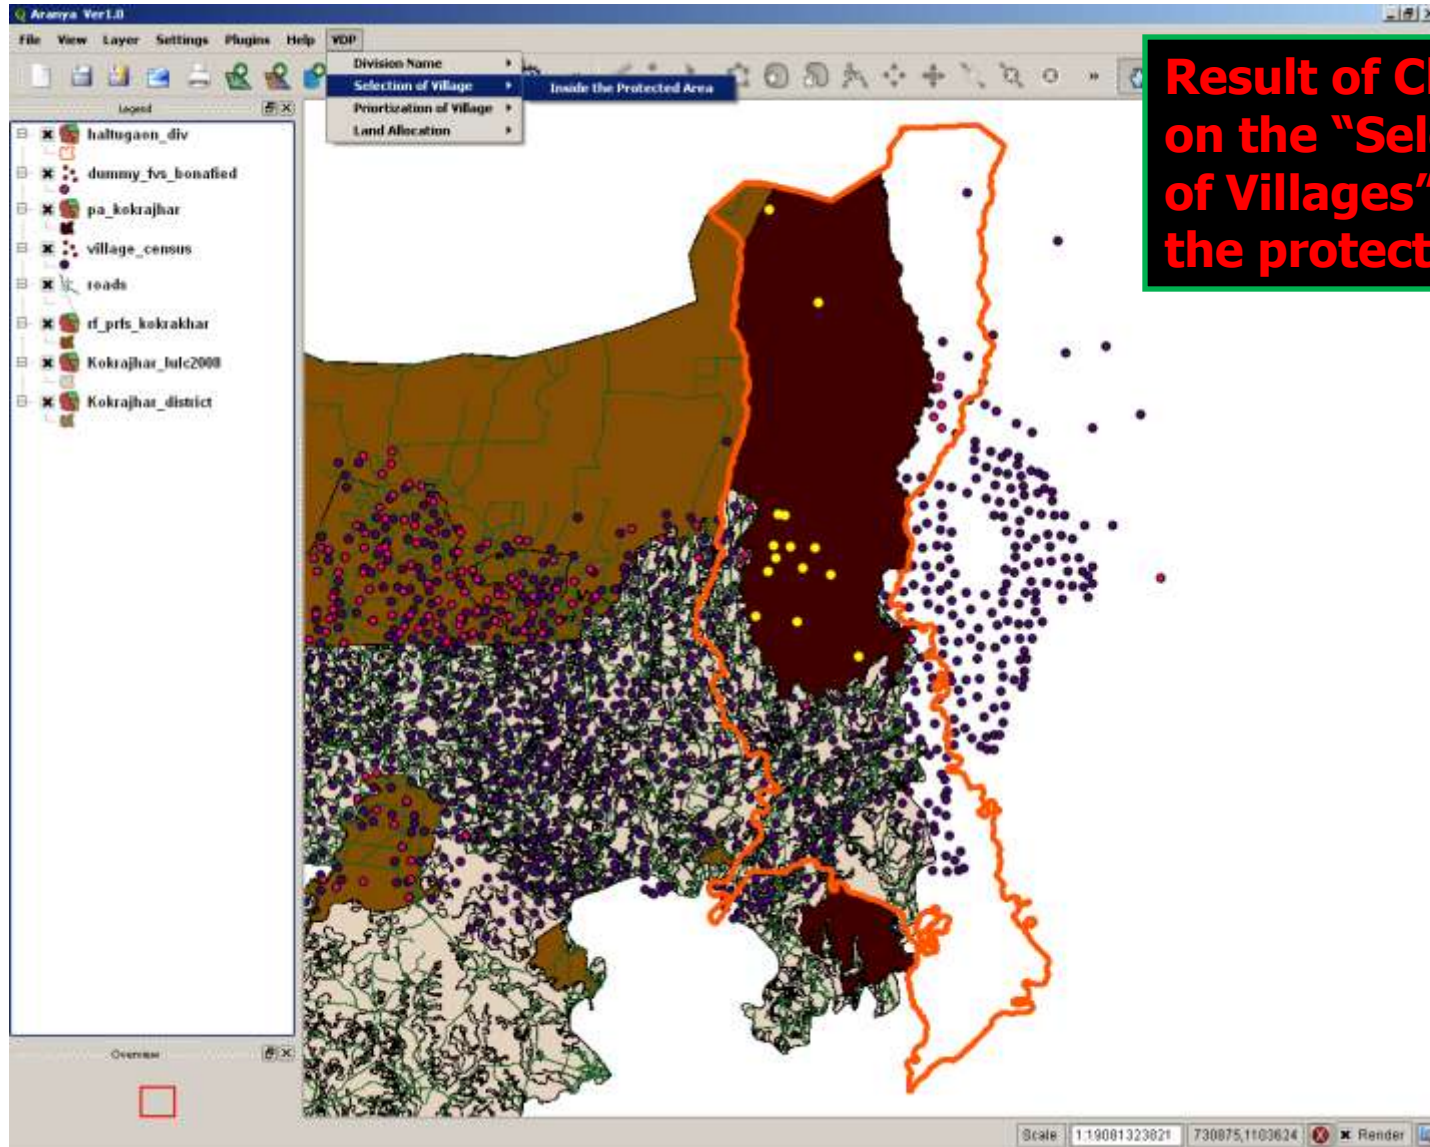 Aranya Ver1.0
File View Layer Settings Plugins Help VDP
Division Name
Selection of Village
Inside the Protected Area
Priortization of Village
Land Allocation
Result of Cl
on the “Sel
of Villages”
the protect
Legend
haltugaon_div
dummy_fvs_bonafied
pa_kokrajhar
village_census
roads
rf_prfs_kokrakhar
Kokrajhar_lulc2008
Kokrajhar_district
Overview
Scale 1:19081323821 730875,1103624 Render